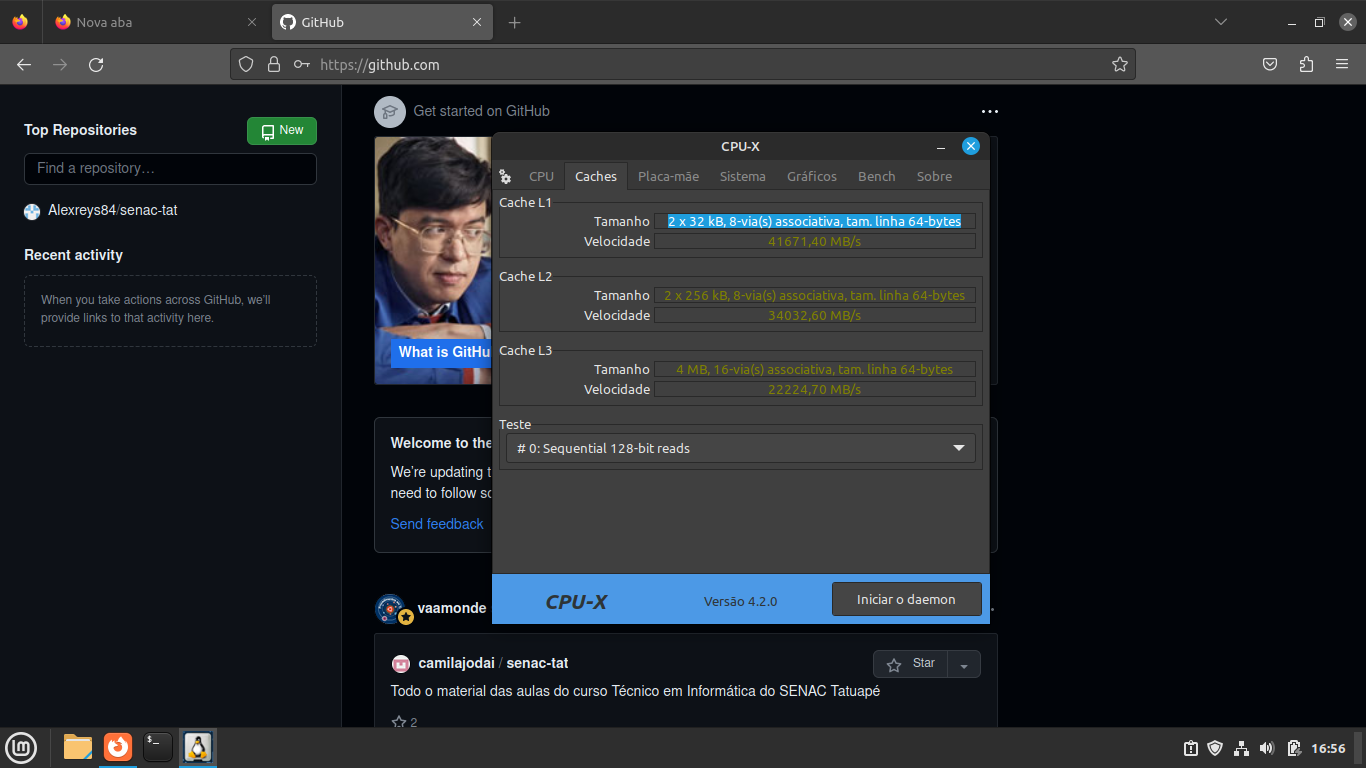 Nova aba
GitHub
https://github.com
Top Repositories
New
Find a repository…
Alexreys84/senac-tat
Recent activity
When you take actions across GitHub, we'll
provide links to that activity here.
Get started on GitHub
What is GitHu
Welcome to the
We're updating t
need to follow so
Send feedback
vaamonde
camilajodai / senac-tat
Star
Todo o material das aulas do curso Técnico em Informática do SENAC Tatuapé
2
CPU-X
CPU
Caches
Placa-mãe
Sistema
Gráficos
Bench
Sobre
Cache L1
Tamanho 2 x 32 kB, 8-via(s) associativa, tam. linha 64-bytes
Velocidade 41671,40 MB/s
Cache L2
Tamanho 2 x 256 kB, 8-via(s) associativa, tam. linha 64-bytes
Velocidade 34032,60 MB/s
Cache L3
Tamanho 4 MB, 16-via(s) associativa, tam. linha 64-bytes
Velocidade 22224,70 MB/s
Teste
# 0: Sequential 128-bit reads
CPU-X
Versão 4.2.0
Iniciar o daemon
16:56